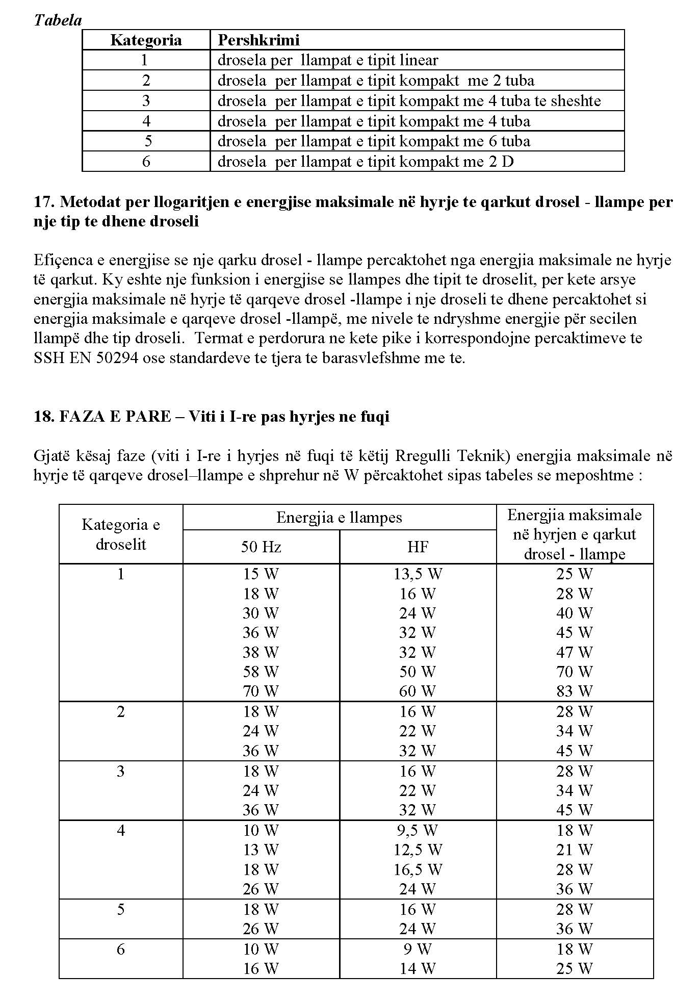 Tabela
Kategoria Pershkrimi
1 drosela per llampat e tipit linear
2 drosela per llampat e tipit kompakt me 2 tuba
3 drosela per llampat e tipit kompakt me 4 tuba te sheshte
4 drosela per llampat e tipit kompakt me 4 tuba
5 drosela per llampat e tipit kompakt me 6 tuba
6 drosela per llampat e tipit kompakt me 2 D
17. Metodat per llogaritjen e energjise maksimale në hyrje te qarkut drosel - llampe per
nje tip te dhene droseli
Efiçenca e energjise se nje qarku drosel - llampe percaktohet nga energjia maksimale ne hyrje
të qarkut. Ky eshte nje funksion i energjise se llampes dhe tipit te droselit, per kete arsye
energjia maksimale në hyrje të qarqeve drosel -llampe i nje droseli te dhene percaktohet si
energjia maksimale e qarqeve drosel -llampë, me nivele te ndryshme energjie për secilen
llampë dhe tip droseli. Termat e perdorura ne kete pike i korrespondojne percaktimeve te
SSH EN 50294 ose standardeve te tjera te barasvlefshme me te.
18. FAZA E PARE – Viti i I-re pas hyrjes ne fuqi
Gjatë kësaj faze (viti i I-re i hyrjes në fuqi të këtij Rregulli Teknik) energjia maksimale në
hyrje të qarqeve drosel–llampe e shprehur në W përcaktohet sipas tabeles se meposhtme :
Kategoria e
droselit
Energjia e llampes
50 Hz HF
Energjia maksimale
në hyrjen e qarkut
drosel - llampe
1 15 W 13,5 W 25 W
18 W 16 W 28 W
30 W 24 W 40 W
36 W 32 W 45 W
38 W 32 W 47 W
58 W 50 W 70 W
70 W 60 W 83 W
2 18 W 16 W 28 W
24 W 22 W 34 W
36 W 32 W 45 W
3 18 W 16 W 28 W
24 W 22 W 34 W
36 W 32 W 45 W
4 10 W 9,5 W 18 W
13 W 12,5 W 21 W
18 W 16,5 W 28 W
26 W 24 W 36 W
5 18 W 16 W 28 W
26 W 24 W 36 W
6 10 W 9 W 18 W
16 W 14 W 25 W